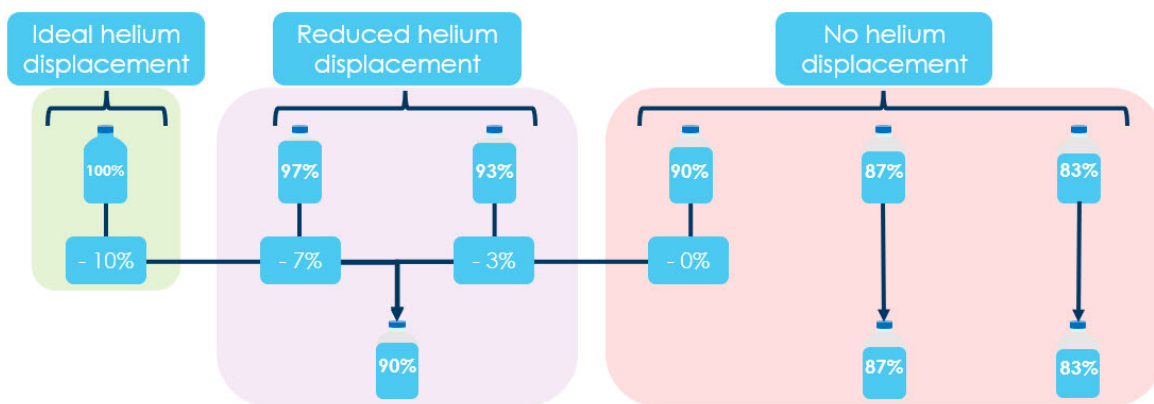 Ideal helium
displacement
Reduced helium
displacement
No helium
displacement
100%
97%
93%
90%
87%
83%
- 10%
- 7%
- 3%
- 0%
90%
87%
83%